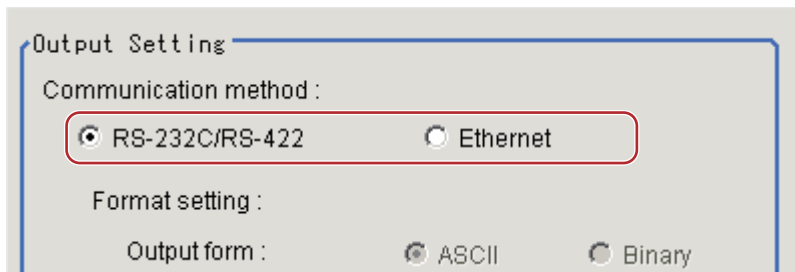 Output Setting
Communication method :
RS-232C/RS-422 Ethernet
Format setting :
Output form : ASCII Binary